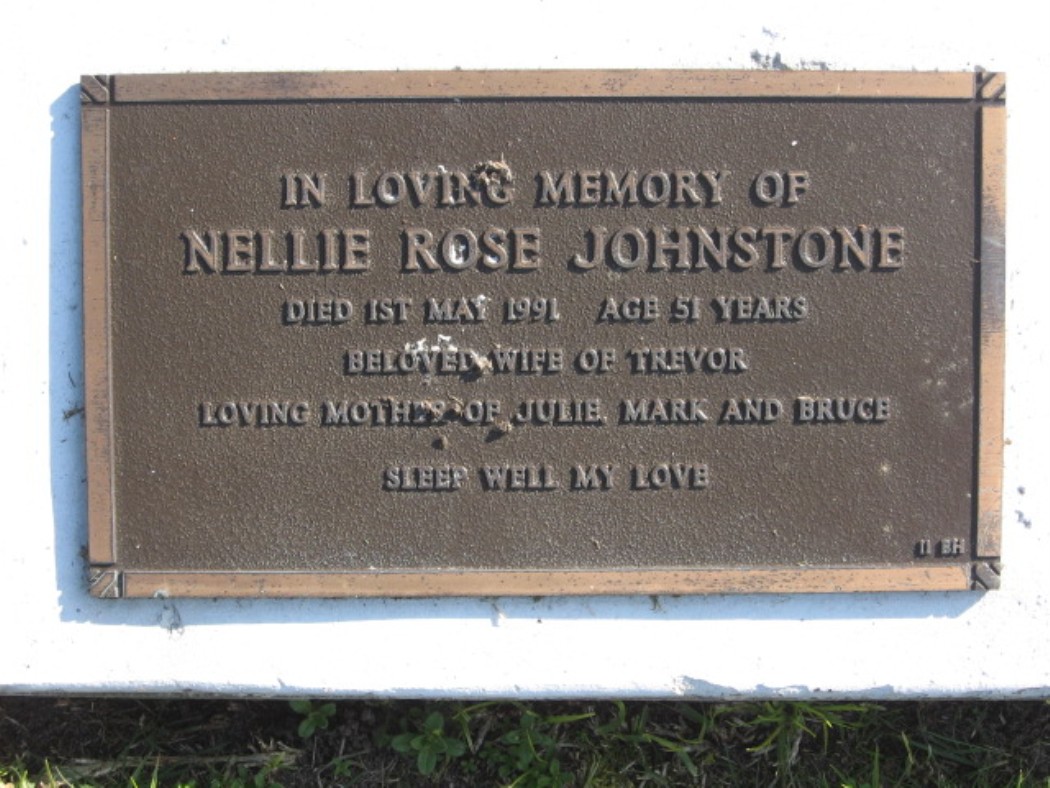 IN LOVING MEMORY OF
NELLIE ROSE JOHNSTONE
DIED 1ST MAY 1991 AGE 51 YEARS
BELOVED WIFE OF TREVOR
LOVING MOTHER OF JULIE, MARK AND BRUCE
SLEEP WELL MY LOVE
11 BH